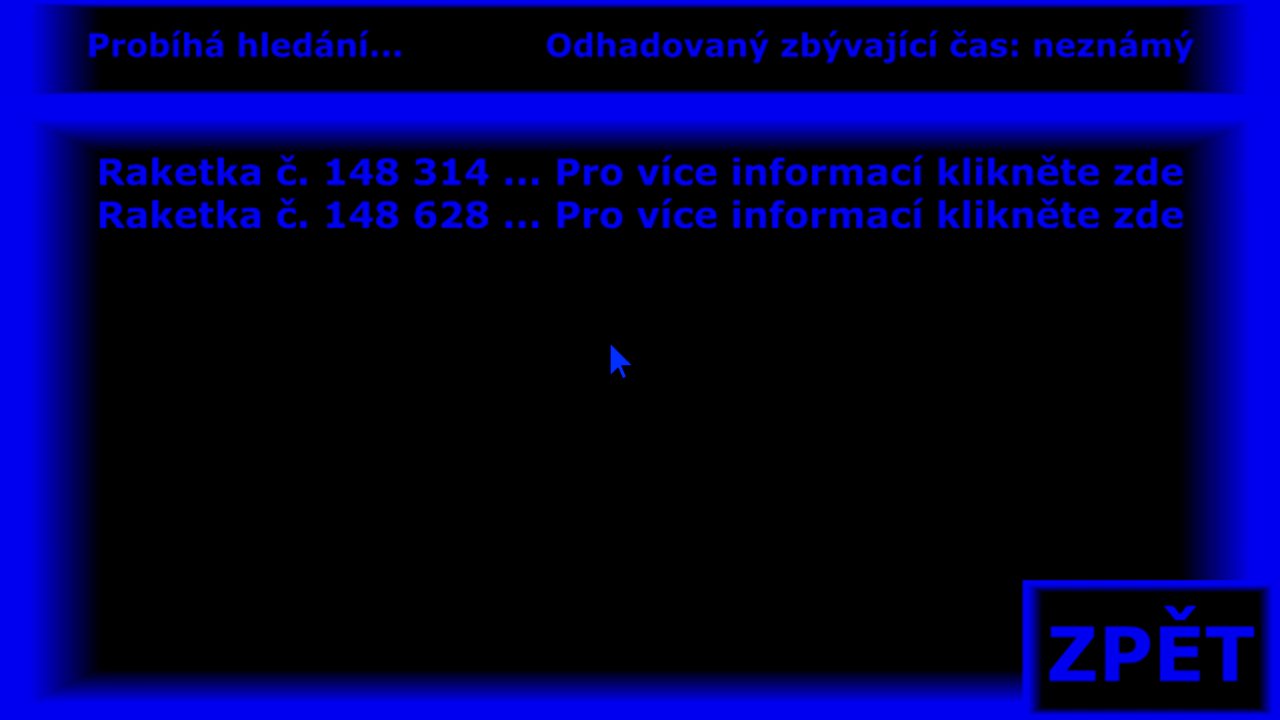 Probíhá hledání... Odhadovaný zbývající čas: neznámý
Raketka č. 148 314 ... Pro více informací klikněte zde
Raketka č. 148 628 ... Pro více informací klikněte zde
ZPĚT